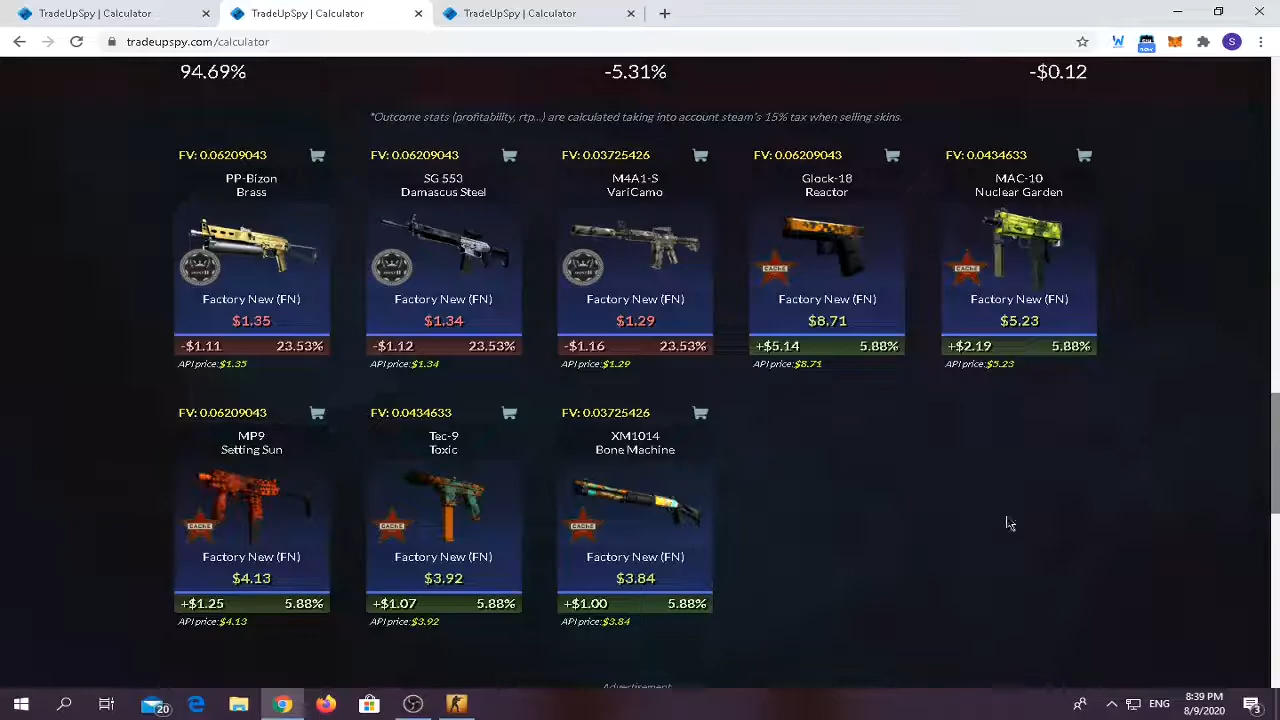 TradeUpSpy | Calculator
TradeUpSpy | Calculator
TradeUpSpy | Calculator
tradeupspy.com/calculator
S
94.69%
-5.31%
-$0.12
*Outcome stats (profitability, rtp...) are calculated taking into account steam's 15% tax when selling skins.
FV: 0.06209043
PP-Bizon
Brass
Factory New (FN)
$1.35
-$1.11 23.53%
API price:$1.35
FV: 0.06209043
SG 553
Damascus Steel
Factory New (FN)
$1.34
-$1.12 23.53%
API price:$1.34
FV: 0.03725426
M4A1-S
VariCamo
Factory New (FN)
$1.29
-$1.16 23.53%
API price:$1.29
FV: 0.06209043
Glock-18
Reactor
CACHE
Factory New (FN)
$8.71
+$5.14 5.88%
API price:$8.71
FV: 0.0434633
MAC-10
Nuclear Garden
CACHE
Factory New (FN)
$5.23
+$2.19 5.88%
API price:$5.23
FV: 0.06209043
MP9
Setting Sun
CACHE
Factory New (FN)
$4.13
+$1.25 5.88%
API price:$4.13
FV: 0.0434633
Tec-9
Toxic
CACHE
Factory New (FN)
$3.92
+$1.07 5.88%
API price:$3.92
FV: 0.03725426
XM1014
Bone Machine
CACHE
Factory New (FN)
$3.84
+$1.00 5.88%
API price:$3.84
Advertisement
20
ENG
8:39 PM
8/9/2020
3